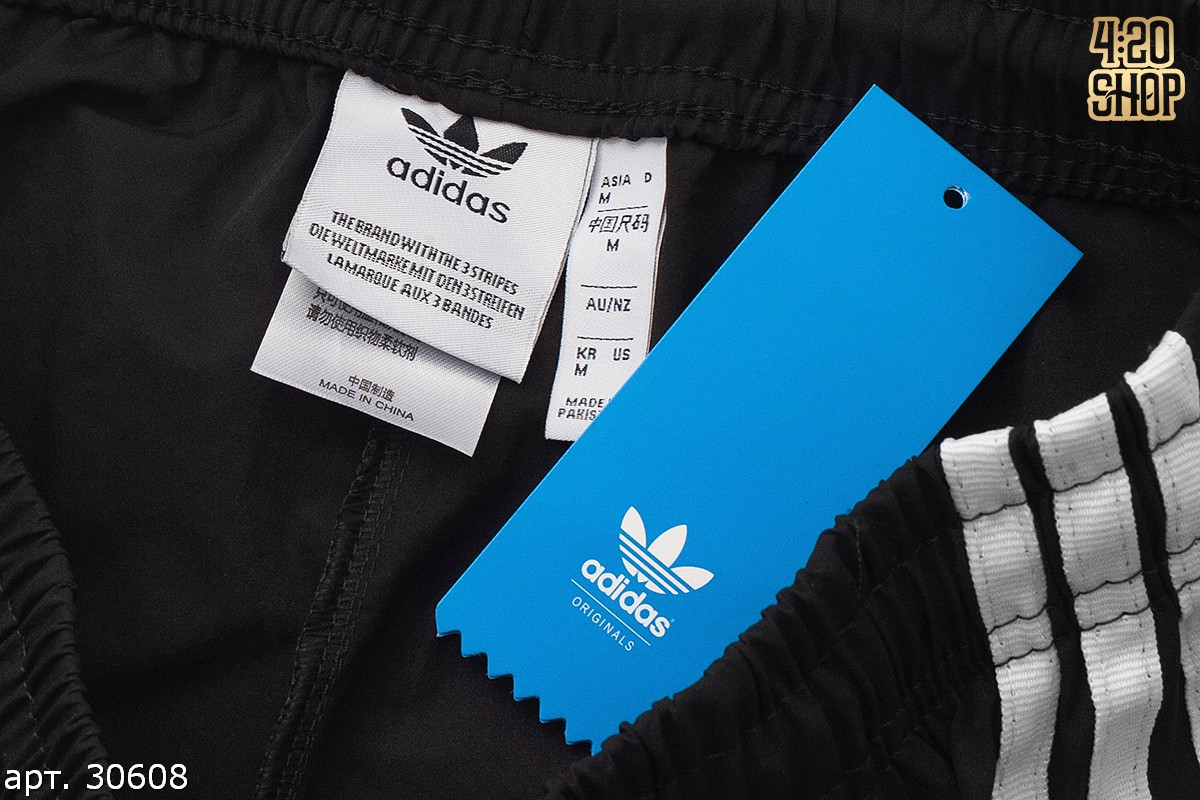 4:20
SHOP
adidas
THE BRAND WITH THE 3 STRIPES
DIE WELTMARKE MIT DEN 3 STREIFEN
LA MARQUE AUX 3 BANDES
请勿使用织物柔软剂
中国制造
MADE IN CHINA
ASIA D
M
中国尺码
M
AU/NZ
KR US
M
MADE
adidas
ORIGINALS
арт. 30608